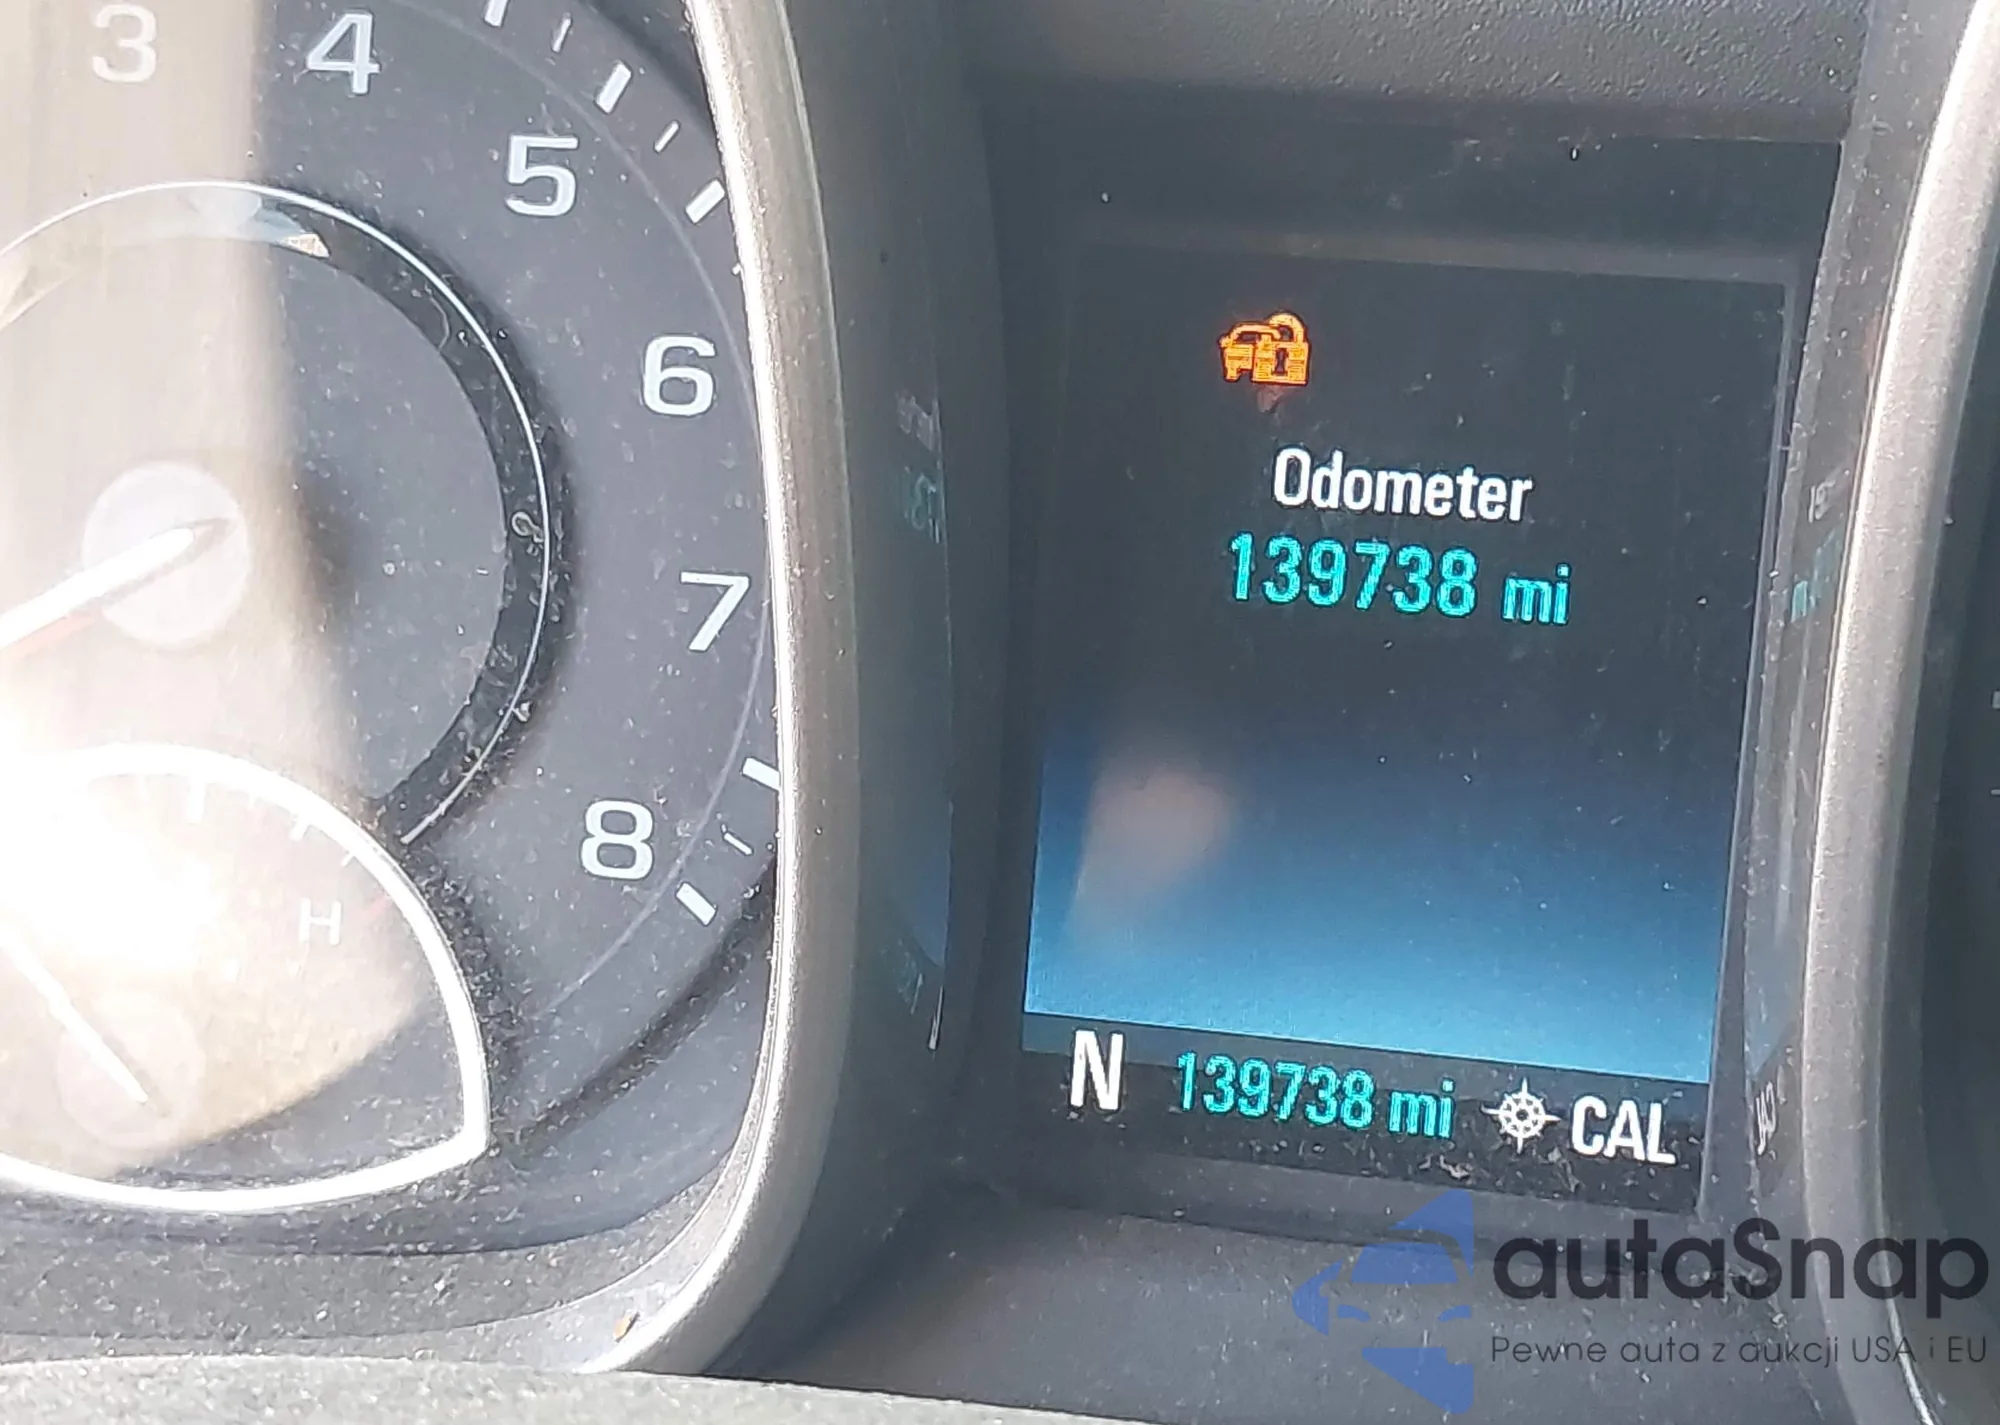 3
4
5
6
7
8
H
Odometer
139738 mi
N 139738 mi CAL
autaSnap
Pewne auta z aukcji USA i EU